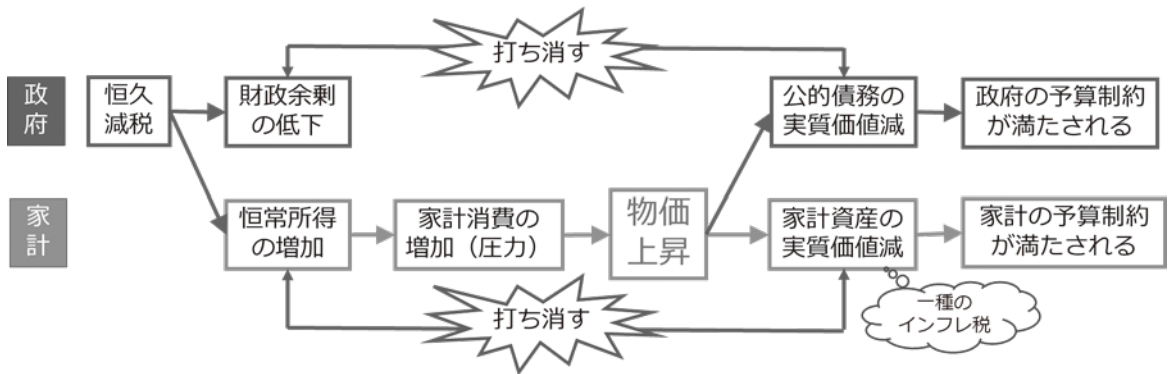 打ち消す
政
府
恒久
減税
財政余剰
の低下
公的債務の
実質価値減
政府の予算制約
が満たされる
家
計
恒常所得
の増加
家計消費の
増加（圧力）
物価
上昇
家計資産の
実質価値減
家計の予算制約
が満たされる
打ち消す
一種の
インフレ税